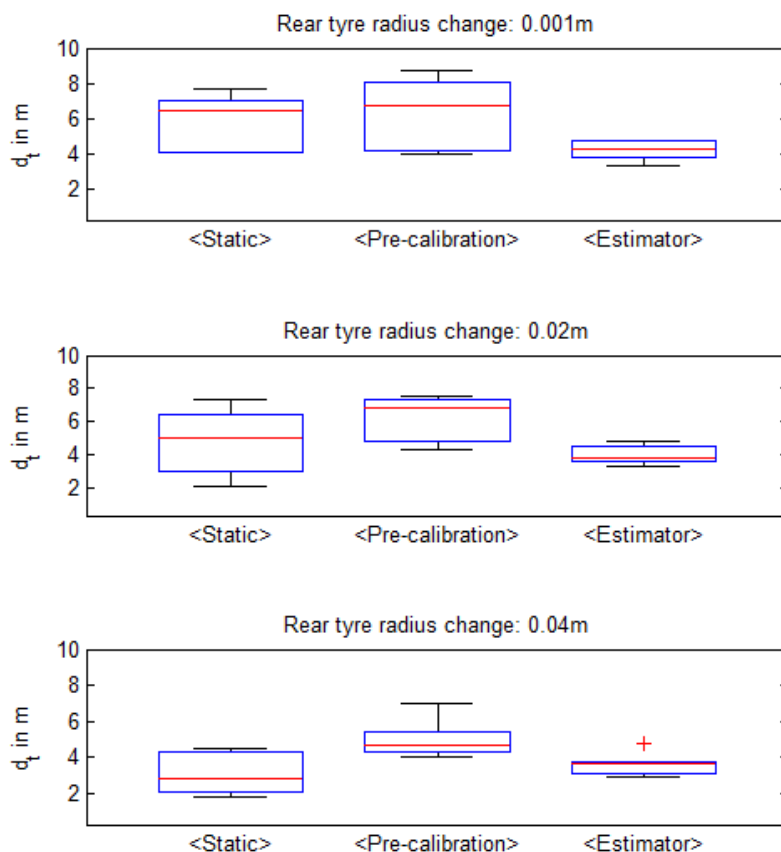 Rear tyre radius change: 0.001m
10
8
6
4
2
d_t in m
<Static> <Pre-calibration> <Estimator>
Rear tyre radius change: 0.02m
10
8
6
4
2
d_t in m
<Static> <Pre-calibration> <Estimator>
Rear tyre radius change: 0.04m
10
8
6
4
2
d_t in m
<Static> <Pre-calibration> <Estimator>